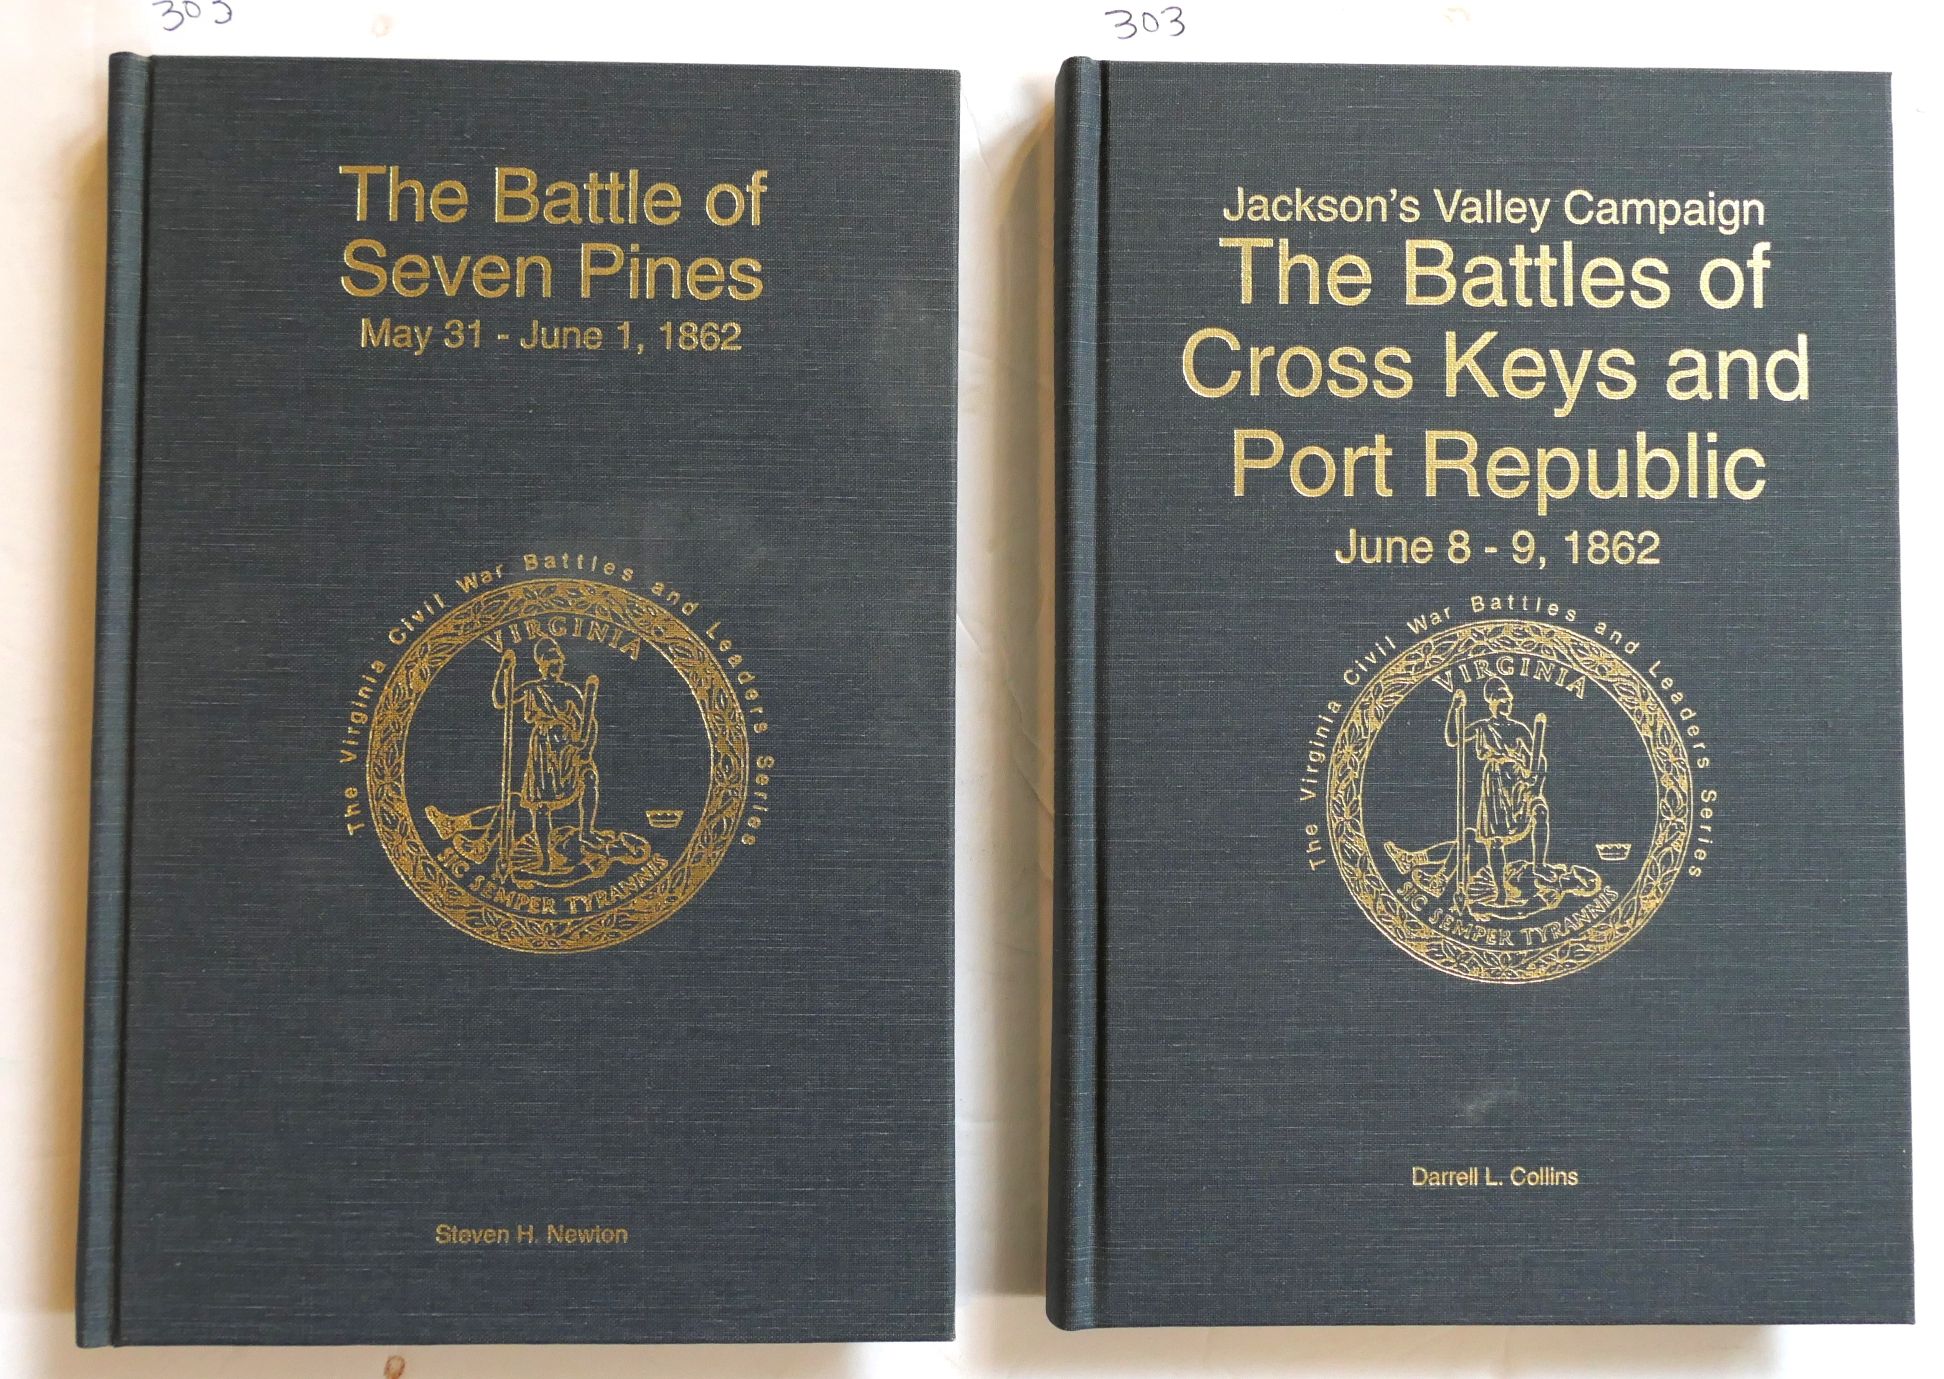 303
The Battle of
Seven Pines
May 31 - June 1, 1862
The Virginia Civil War Battles and Leaders Series
VIRGINIA
SIC SEMPER TYRANNIS
Steven H. Newton
303
Jackson's Valley Campaign
The Battles of
Cross Keys and
Port Republic
June 8 - 9, 1862
The Virginia Civil War Battles and Leaders Series
VIRGINIA
SIC SEMPER TYRANNIS
Darrell L. Collins